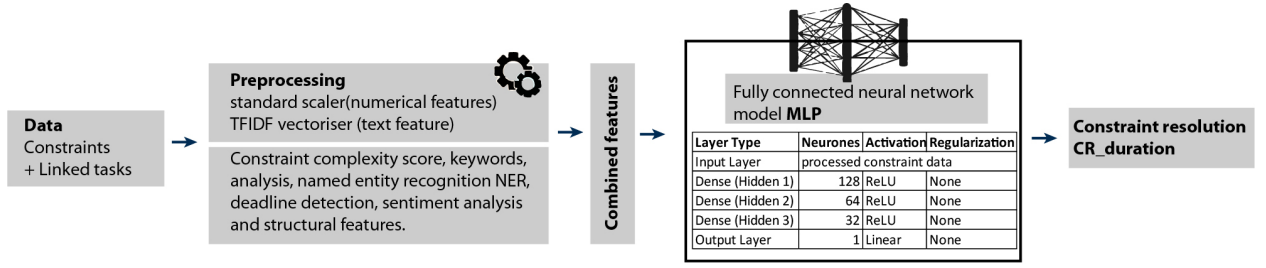 Data
Constraints
+ Linked tasks
Preprocessing
standard scaler(numerical features)
TFIDF vectoriser (text feature)
Constraint complexity score, keywords,
analysis, named entity recognition NER,
deadline detection, sentiment analysis
and structural features.
Combined features
Fully connected neural network
model MLP
Layer Type Neurones Activation Regularization
Input Layer processed constraint data
Dense (Hidden 1) 128 ReLU None
Dense (Hidden 2) 64 ReLU None
Dense (Hidden 3) 32 ReLU None
Output Layer 1 Linear None
Constraint resolution
CR_duration